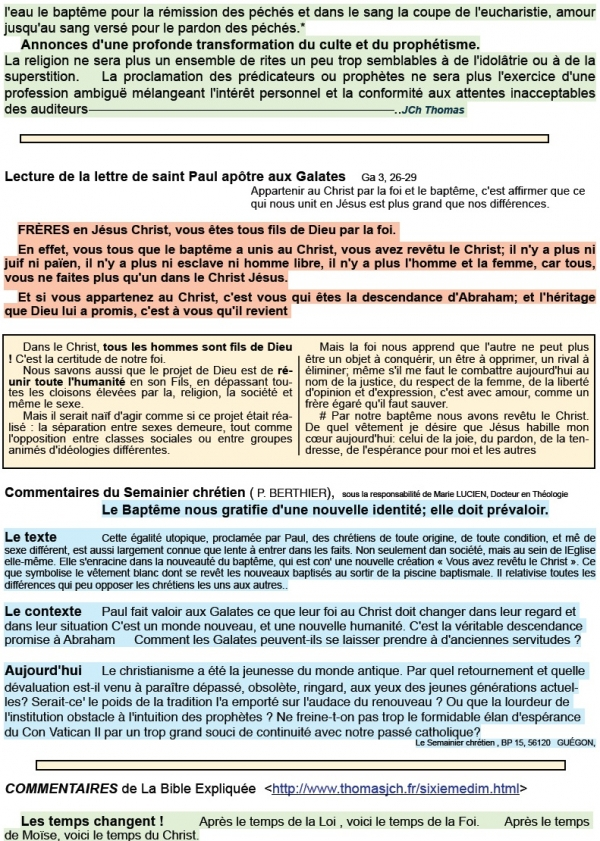 l'eau le baptême pour la rémission des péchés et dans le sang la coupe de l'eucharistie, amour
jusqu'au sang versé pour le pardon des péchés.*
Annonces d'une profonde transformation du culte et du prophétisme.
La religion ne sera plus un ensemble de rites un peu trop semblables à de l'idolâtrie ou à de la
superstition. La proclamation des prédicateurs ou prophètes ne sera plus l'exercice d'une
profession ambiguë mélangeant l'intérêt personnel et la conformité aux attentes inacceptables
des auditeurs————————————————————..JCh Thomas
Lecture de la lettre de saint Paul apôtre aux Galates Ga 3, 26-29
Appartenir au Christ par la foi et le baptême, c'est affirmer que ce
qui nous unit en Jésus est plus grand que nos différences.
FRÈRES en Jésus Christ, vous êtes tous fils de Dieu par la foi.
En effet, vous tous que le baptême a unis au Christ, vous avez revêtu le Christ; il n'y a plus ni
juif ni païen, il n'y a plus ni esclave ni homme libre, il n'y a plus l'homme et la femme, car tous,
vous ne faites plus qu'un dans le Christ Jésus.
Et si vous appartenez au Christ, c'est vous qui êtes la descendance d'Abraham; et l'héritage
que Dieu lui a promis, c'est à vous qu'il revient
Dans le Christ, tous les hommes sont fils de Dieu
! C'est la certitude de notre foi.
Nous savons aussi que le projet de Dieu est de ré-
unir toute l'humanité en son Fils, en dépassant tou-
tes les cloisons élevées par la, religion, la société et
même le sexe.
Mais il serait naïf d'agir comme si ce projet était réa-
lisé : la séparation entre sexes demeure, tout comme
l'opposition entre classes sociales ou entre groupes
animés d'idéologies différentes.
Mais la foi nous apprend que l'autre ne peut plus
être un objet à conquérir, un être à opprimer, un rival à
éliminer; même s'il me faut le combattre aujourd'hui au
nom de la justice, du respect de la femme, de la liberté
d'opinion et d'expression, c'est avec amour, comme un
frère égaré qu'il faut sauver.
# Par notre baptême nous avons revêtu le Christ.
De quel vêtement je désire que Jésus habille mon
cœur aujourd'hui: celui de la joie, du pardon, de la ten-
dresse, de l'espérance pour moi et les autres
Commentaires du Semainier chrétien ( P. BERTHIER), sous la responsabilité de Marie LUCIEN, Docteur en Théologie
Le Baptême nous gratifie d'une nouvelle identité; elle doit prévaloir.
Le texte Cette égalité utopique, proclamée par Paul, des chrétiens de toute origine, de toute condition, et mê de
sexe différent, est aussi largement connue que lente à entrer dans les faits. Non seulement dan société, mais au sein de lEglise
elle-même. Elle s'enracine dans la nouveauté du baptême, qui est con' une nouvelle création « Vous avez revêtu le Christ ». Ce
que symbolise le vêtement blanc dont se revêt les nouveaux baptisés au sortir de la piscine baptismale. Il relativise toutes les
différences qui peu opposer les chrétiens les uns aux autres..
Le contexte Paul fait valoir aux Galates ce que leur foi au Christ doit changer dans leur regard et
dans leur situation C'est un monde nouveau, et une nouvelle humanité. C'est la véritable descendance
promise à Abraham Comment les Galates peuvent-ils se laisser prendre à d'anciennes servitudes ?
Aujourd'hui Le christianisme a été la jeunesse du monde antique. Par quel retournement et quelle
dévaluation est-il venu à paraître dépassé, obsolète, ringard, aux yeux des jeunes générations actuel-
les? Serait-ce' le poids de la tradition l'a emporté sur l'audace du renouveau ? Ou que la lourdeur de
l'institution obstacle à l'intuition des prophètes ? Ne freine-t-on pas trop le formidable élan d'espérance
du Con Vatican II par un trop grand souci de continuité avec notre passé catholique?
Le Semainier chrétien , BP 15, 56120 GUÉGON,
COMMENTAIRES de La Bible Expliquée <http://www.thomasjch.fr/sixiemedim.html>
Les temps changent ! Après le temps de la Loi , voici le temps de la Foi. Après le temps
de Moïse, voici le temps du Christ.